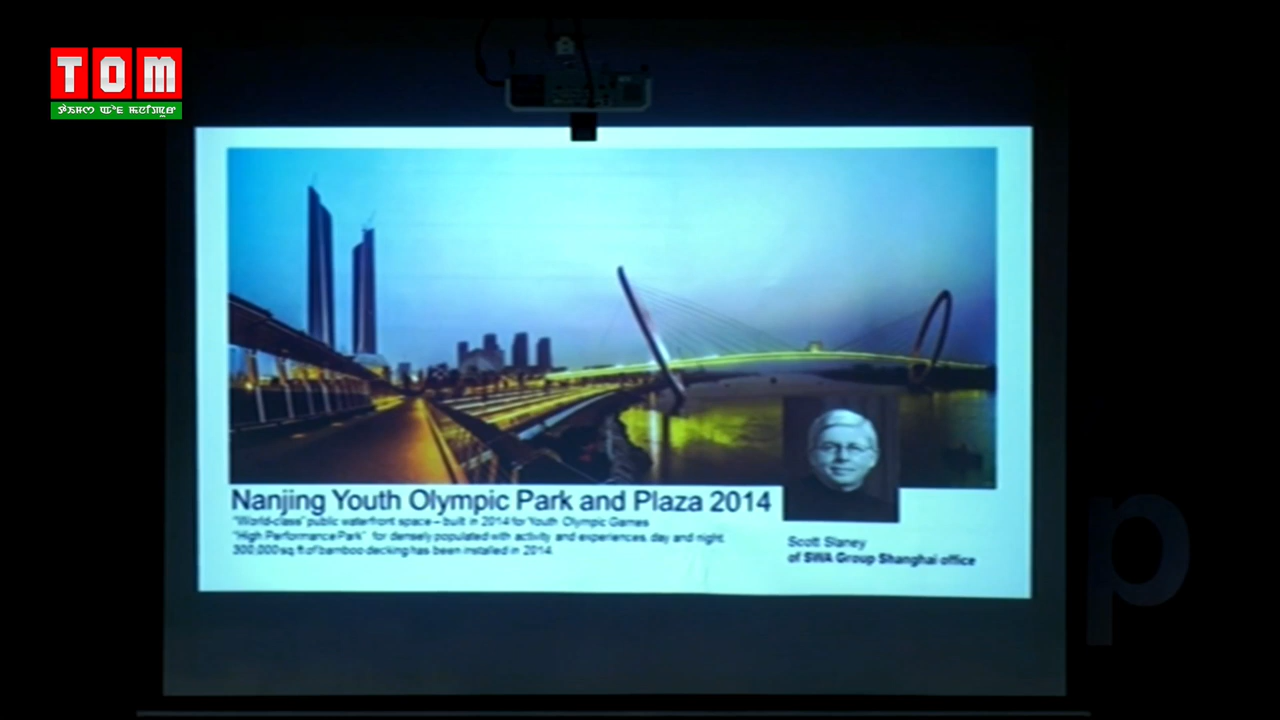 TOM
Nanjing Youth Olympic Park and Plaza 2014
"World-class" public waterfront space – built in 2014 for Youth Olympic Games
"High Performance Park" for densely populated with activity and experiences, day and night.
300,000 sq. ft of bamboo decking has been installed in 2014.
Scott Slaney
of SWA Group Shanghai office
p